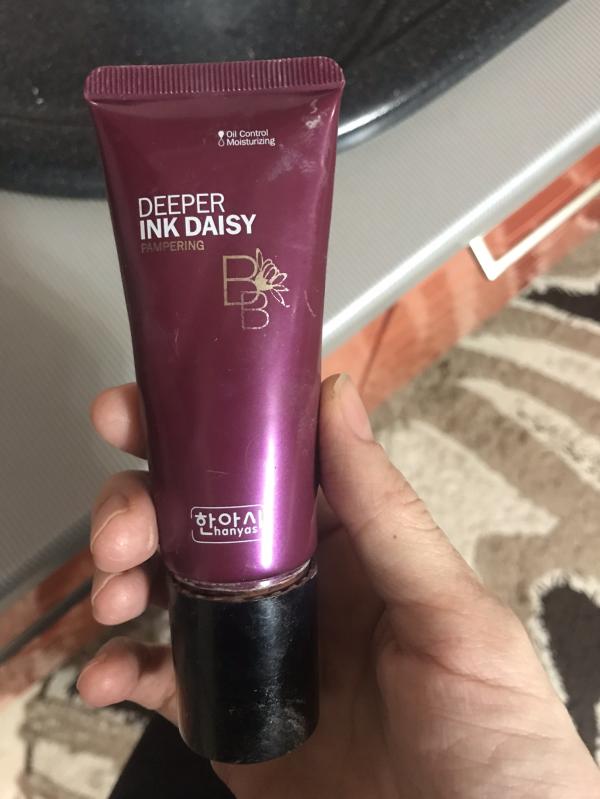 Oil Control
Moisturizing
DEEPER
INK DAISY
PAMPERING
BB
한아시
hanyas